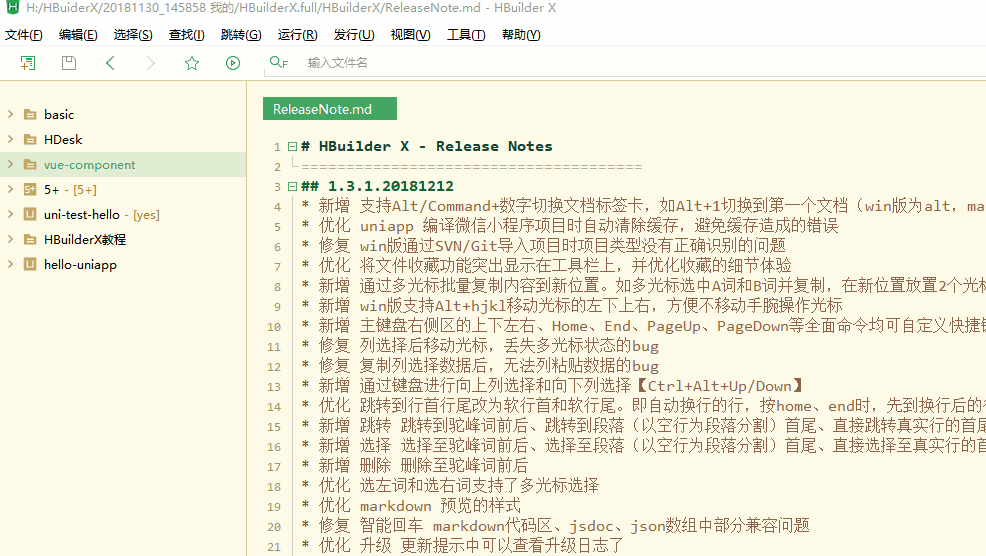 H:/HBuiderX/20181130_145858 我的/HBuilderX.full/HBuilderX/ReleaseNote.md - HBuilder X
文件(F) 编辑(E) 选择(S) 查找(I) 跳转(G) 运行(R) 发行(U) 视图(V) 工具(T) 帮助(Y)
输入文件名
basic
HDesk
vue-component
5+ - [5+]
uni-test-hello - [yes]
HBuilderX教程
hello-uniapp
ReleaseNote.md
1 # HBuilder X - Release Notes
2 ======================================
3 ## 1.3.1.20181212
4 * 新增 支持Alt/Command+数字切换文档标签卡，如Alt+1切换到第一个文档（win版为alt，ma
5 * 优化 uniapp 编译微信小程序项目时自动清除缓存，避免缓存造成的错误
6 * 修复 win版通过SVN/Git导入项目时项目类型没有正确识别的问题
7 * 优化 将文件收藏功能突出显示在工具栏上，并优化收藏的细节体验
8 * 新增 通过多光标批量复制内容到新位置。如多光标选中A词和B词并复制，在新位置放置2个光标
9 * 新增 win版支持Alt+hjkl移动光标的左下上右，方便不移动手腕操作光标
10 * 新增 主键盘右侧区的上下左右、Home、End、PageUp、PageDown等全面命令均可自定义快捷键
11 * 修复 列选择后移动光标，丢失多光标状态的bug
12 * 修复 复制列选择数据后，无法列粘贴数据的bug
13 * 新增 通过键盘进行向上列选择和向下列选择【Ctrl+Alt+Up/Down】
14 * 优化 跳转到行首行尾改为软行首和软行尾。即自动换行的行，按home、end时，先到换行后的行
15 * 新增 跳转 跳转到驼峰词前后、跳转到段落（以空行为段落分割）首尾、直接跳转真实行的首尾
16 * 新增 选择 选择至驼峰词前后、选择至段落（以空行为段落分割）首尾、直接选择至真实行的首
17 * 新增 删除 删除至驼峰词前后
18 * 优化 选左词和选右词支持了多光标选择
19 * 优化 markdown 预览的样式
20 * 修复 智能回车 markdown代码区、jsdoc、json数组中部分兼容问题
21 * 优化 升级 更新提示中可以查看升级日志了